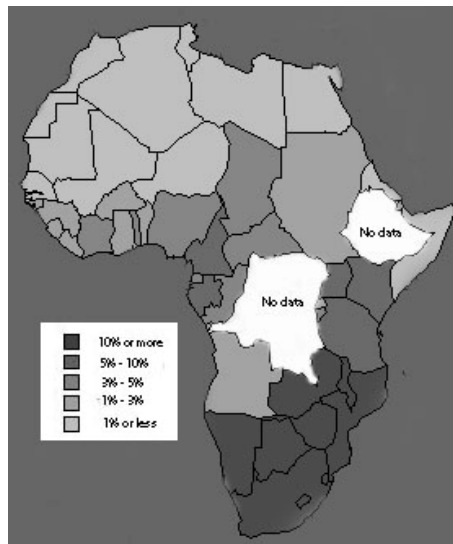 No data
No data
10% or more
5% - 10%
3% - 5%
1% - 3%
1% or less